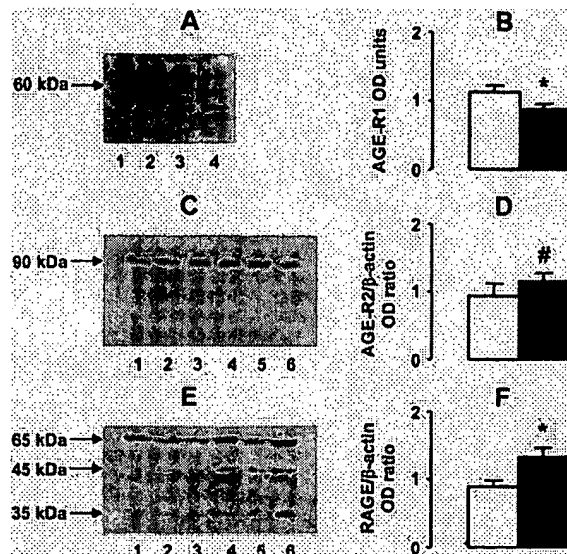 A
60 kDa
1 2 3 4
B
AGE-R1 OD units
2
1
0
*
C
90 kDa
1 2 3 4 5 6
D
AGE-R2/β-actin
OD ratio
2
1
0
#
E
65 kDa
45 kDa
35 kDa
1 2 3 4 5 6
F
RAGE/β-actin
OD ratio
2
1
0
*